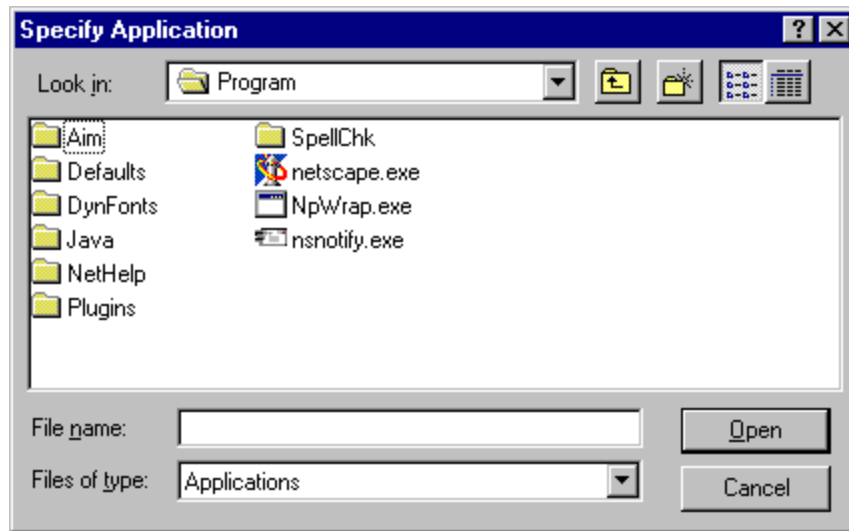 Specify Application
Look in: Program
Aim
Defaults
DynFonts
Java
NetHelp
Plugins
SpellChk
netscape.exe
NpWrap.exe
nsnotify.exe
File name:
Open
Files of type: Applications
Cancel